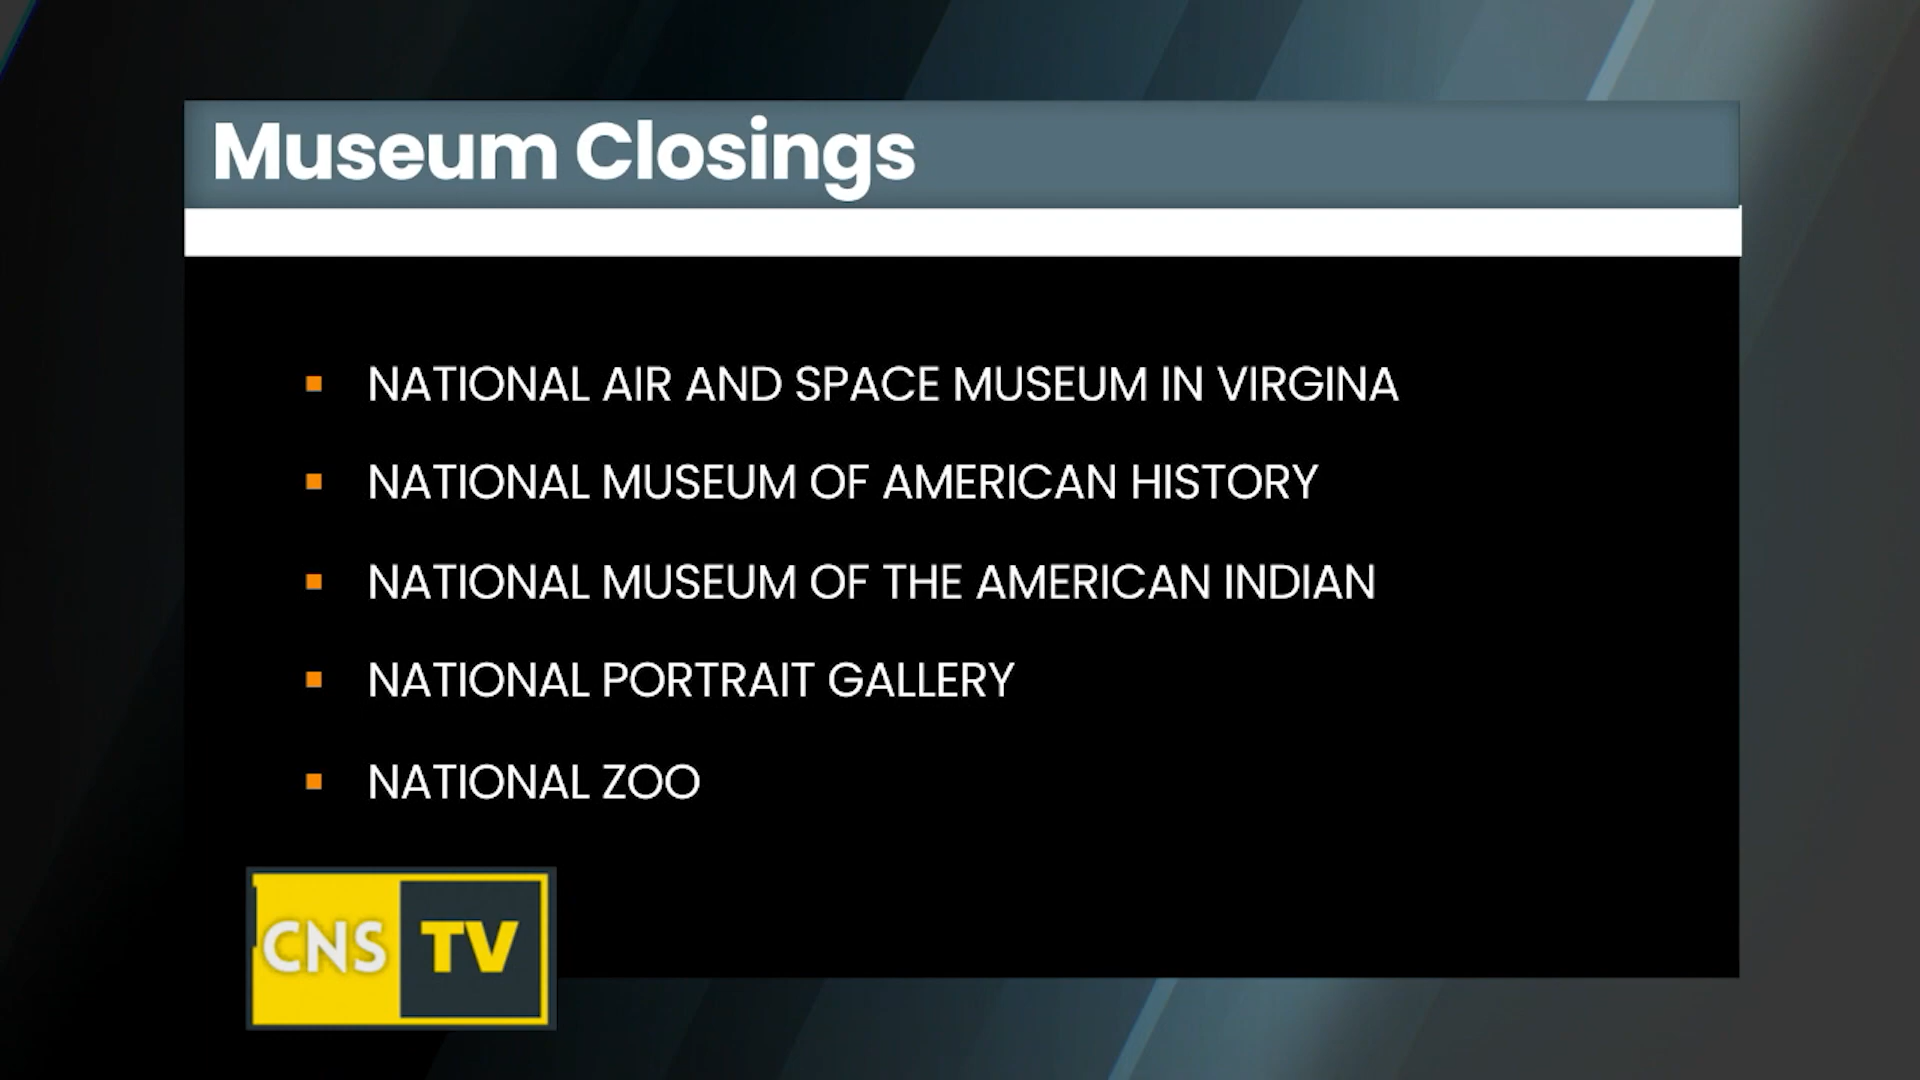 Museum Closings
NATIONAL AIR AND SPACE MUSEUM IN VIRGINA
NATIONAL MUSEUM OF AMERICAN HISTORY
NATIONAL MUSEUM OF THE AMERICAN INDIAN
NATIONAL PORTRAIT GALLERY
NATIONAL ZOO
CNS TV